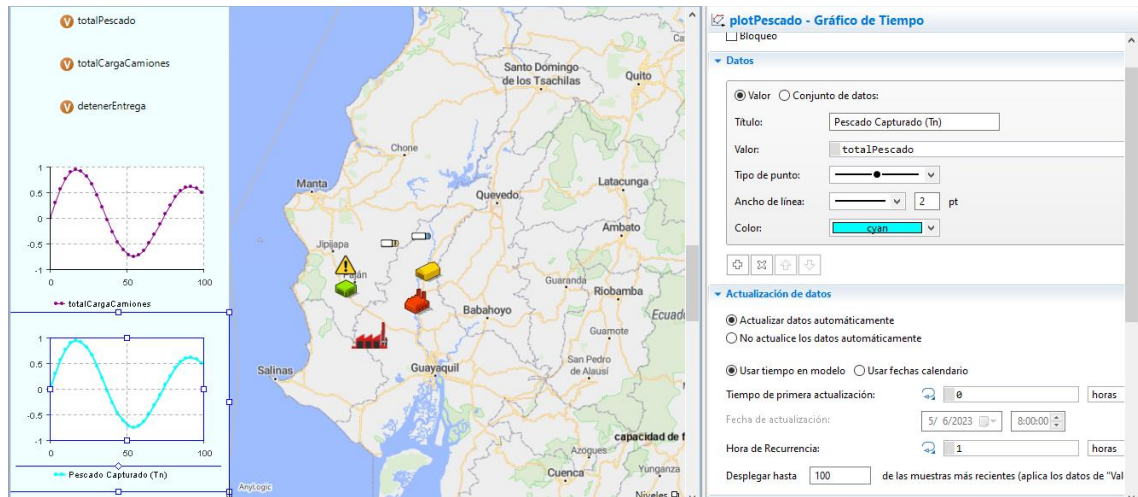 totalPescado
totalCargaCamiones
detenerEntrega
1
0.5
0
-0.5
-1
0
50
100
totalCargaCamiones
1
0.5
0
-0.5
-1
0
50
100
Pescado Capturado (Tn)
Santo Domingo
de los Tsachilas
Quito
Chone
Manta
Quevedo
Latacunga
Ambato
Jipijapa
Guaranda
Riobamba
Babahoyo
Guamote
San Pedro
de Alausí
Salinas
Guayaquil
Azogues
Cuenca
Yunganza
AnyLogic
plotPescado - Gráfico de Tiempo
Bloqueo
Datos
Valor Conjunto de datos:
Título: Pescado Capturado (Tn)
Valor: totalPescado
Tipo de punto:
Ancho de línea: 2 pt
Color: cyan
Actualización de datos
Actualizar datos automáticamente
No actualice los datos automáticamente
Usar tiempo en modelo Usar fechas calendario
Tiempo de primera actualización: 0 horas
Fecha de actualización: 5/ 6/2023 8:00:00
Hora de Recurrencia: 1 horas
Desplegar hasta 100 de las muestras más recientes (aplica los datos de "Val